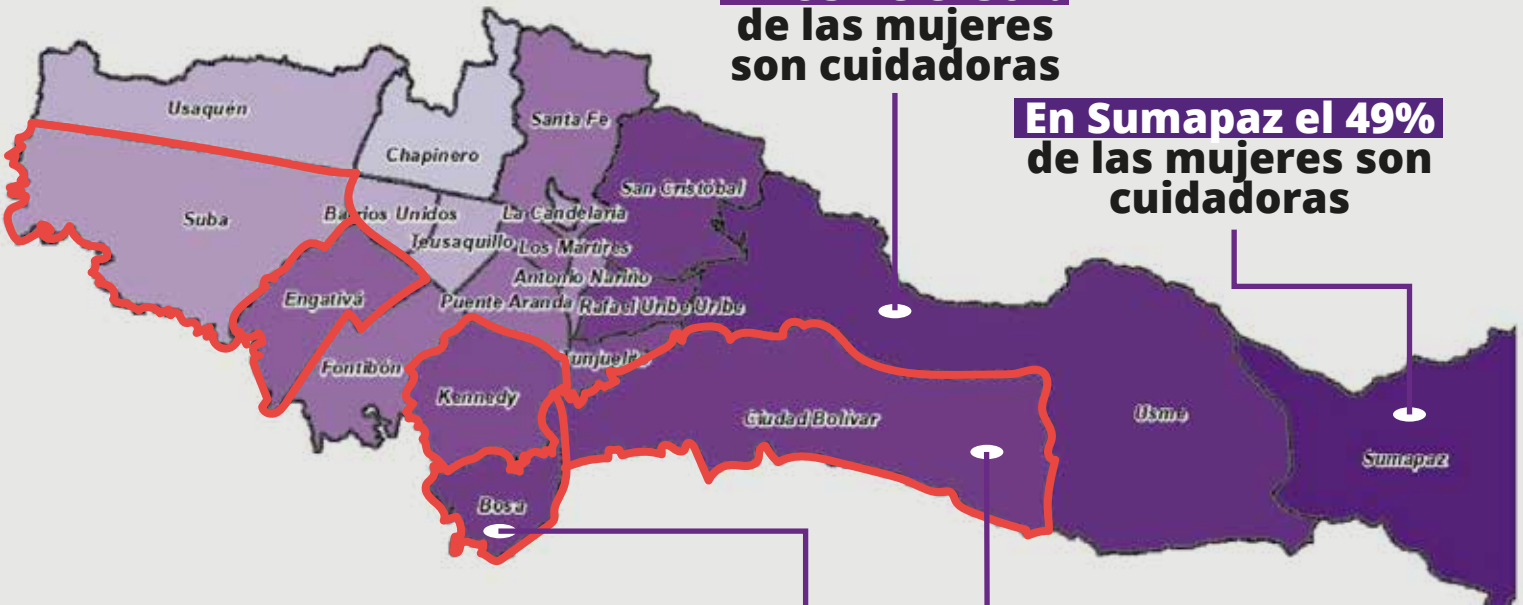 de las mujeres
son cuidadoras
En Sumapaz el 49%
de las mujeres son
cuidadoras
Usaquén
Santa Fe
Chapinero
San Cristóbal
Suba
Barrios Unidos
La Candelaria
Teusaquillo
Los Martires
Antonio Nariño
Engativá
Puente Aranda
Rafael Uribe Uribe
Tunjuelito
Fontibón
Kennedy
Ciudad Bolívar
Usme
Sumapaz
Bosa